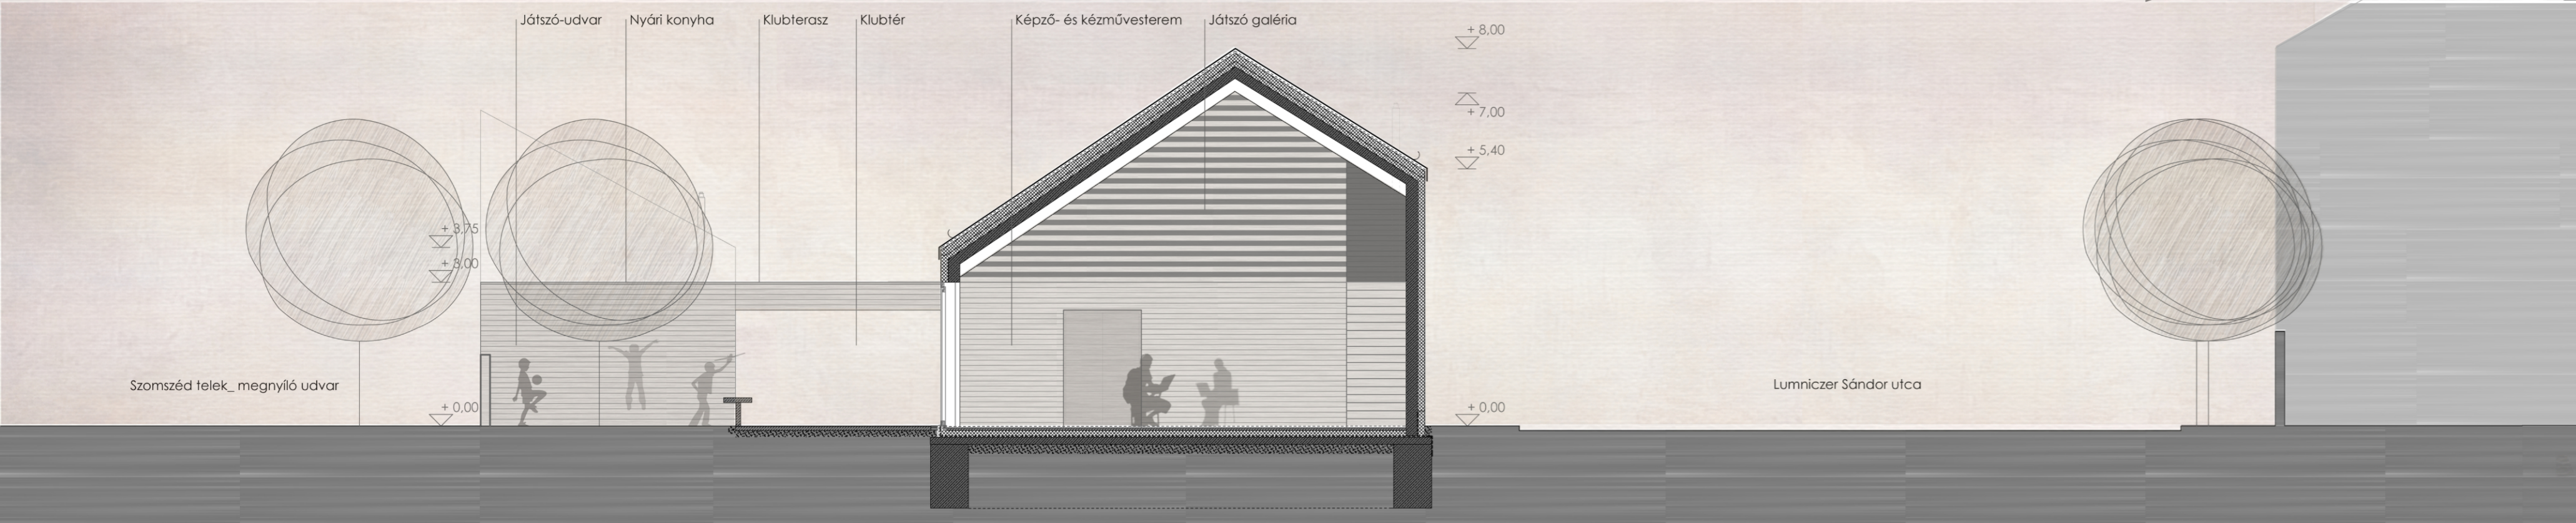 Játszó-udvar
Nyári konyha
Klubterasz
Klubtér
Képző- és kézművesterem
Játszó galéria
+ 8,00
+ 7,00
+ 5,40
+ 3,75
+ 3,00
Szomszéd telek_ megnyíló udvar
Lumniczer Sándor utca
+ 0,00
+ 0,00